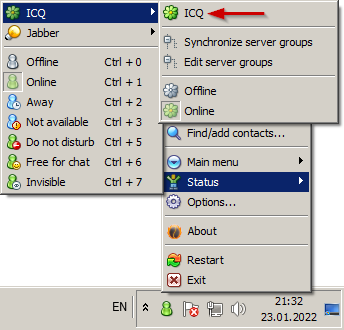 ICQ
Jabber
Offline Ctrl + 0
Online Ctrl + 1
Away Ctrl + 2
Not available Ctrl + 3
Do not disturb Ctrl + 5
Free for chat Ctrl + 6
Invisible Ctrl + 7
ICQ
Synchronize server groups
Edit server groups
Offline
Online
Find/add contacts...
Main menu
Status
Options...
About
Restart
Exit
EN
21:32
23.01.2022